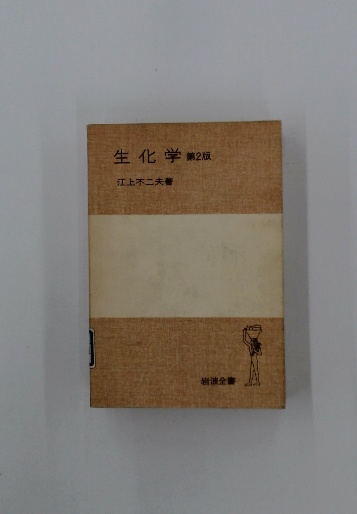 生化学 第2版
江上不二夫著
岩波全書